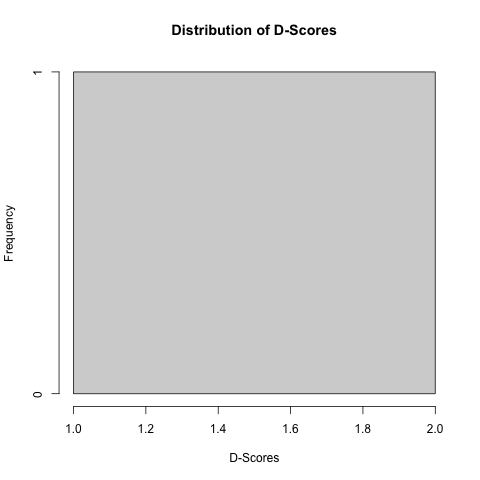 Distribution of D-Scores
Frequency
1
0
1.0 1.2 1.4 1.6 1.8 2.0
D-Scores